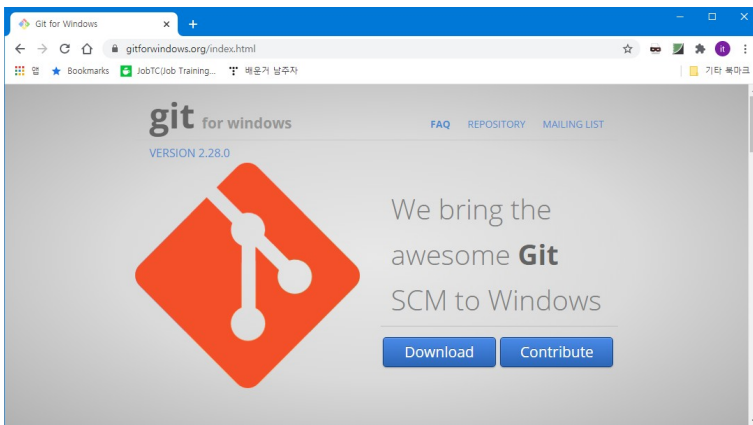 Git for Windows
gitforwindows.org/index.html
it
앱 Bookmarks JobTC(Job Training... 배운거 남주자 기타 북마크
git for windows
FAQ REPOSITORY MAILING LIST
VERSION 2.28.0
We bring the
awesome Git
SCM to Windows
Download Contribute